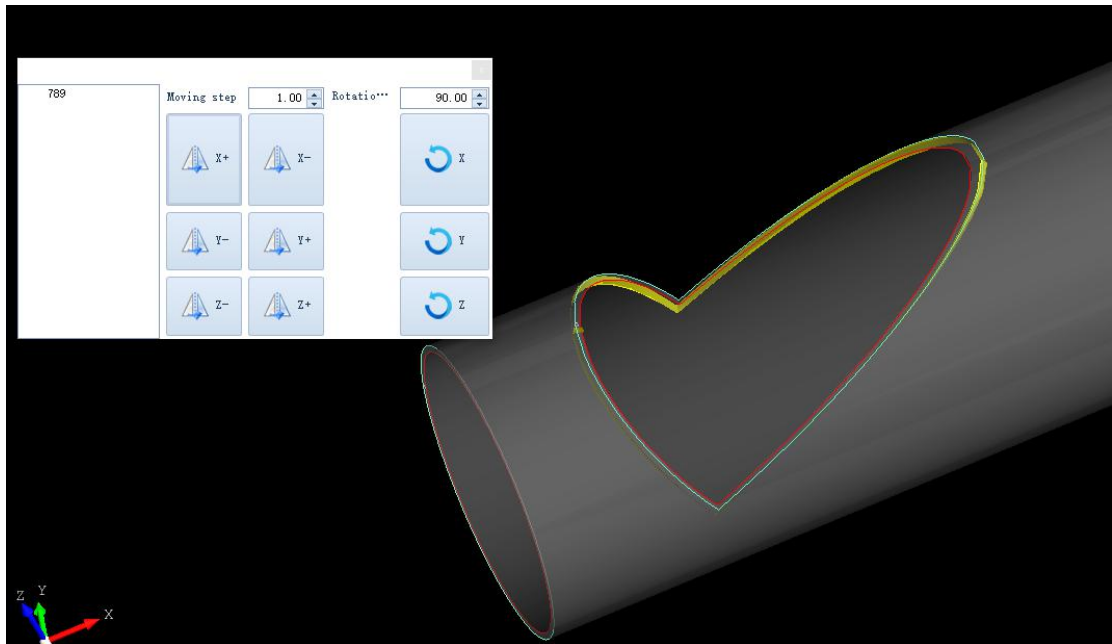 789
Moving step 1.00 Rotatio··· 90.00
X+ X- X
Y- Y+ Y
Z- Z+ Z
Z Y X